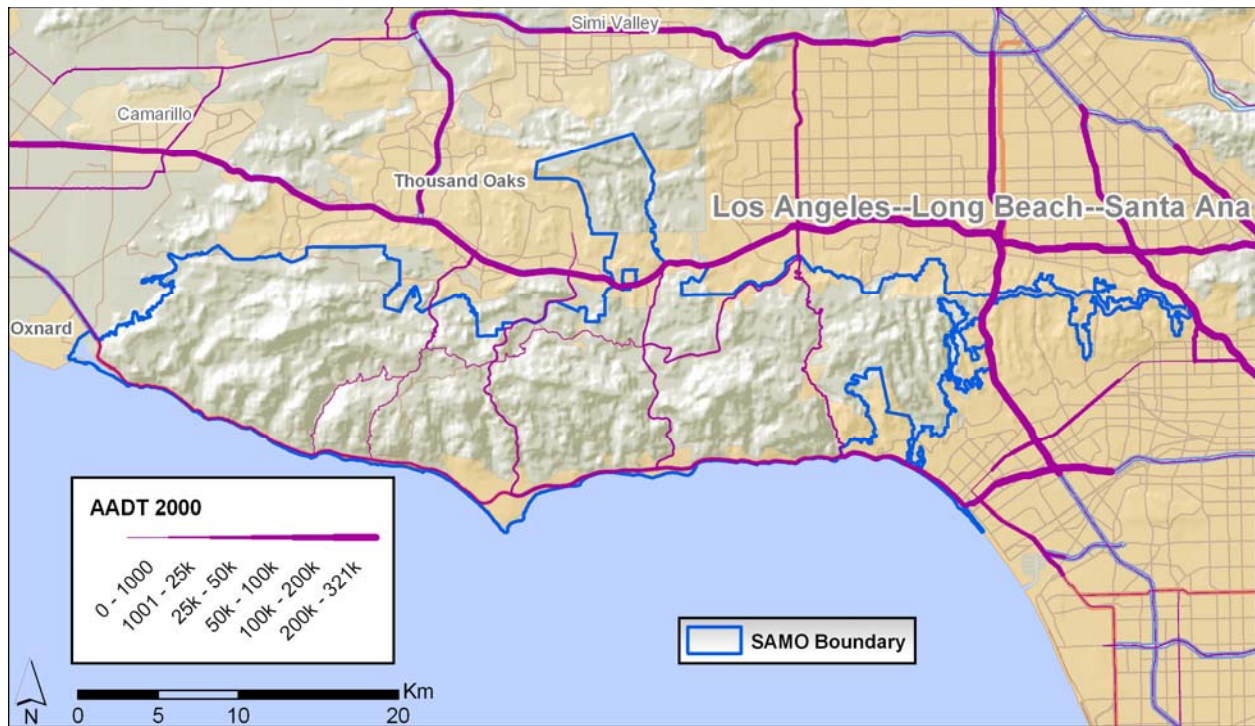 Simi Valley
Camarillo
Thousand Oaks
Los Angeles--Long Beach--Santa Ana
Oxnard
AADT 2000
0 - 1000
1001 - 25k
25k - 50k
50k - 100k
100k - 200k
200k - 321k
SAMO Boundary
Km
N
0 5 10 20